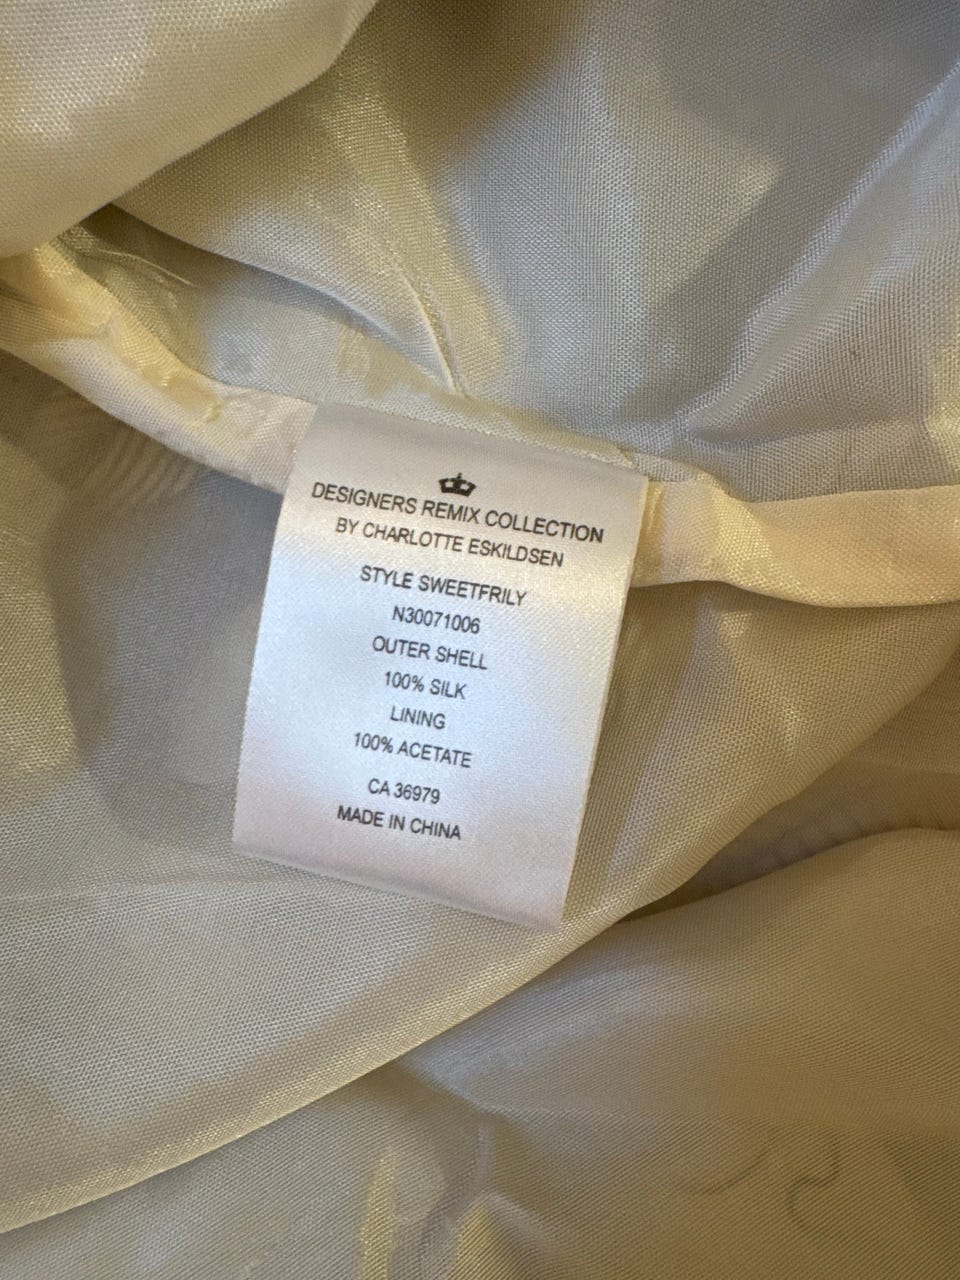 DESIGNERS REMIX COLLECTION
BY CHARLOTTE ESKILDSEN
STYLE SWEETFRILY
N30071006
OUTER SHELL
100% SILK
LINING
100% ACETATE
CA 36979
MADE IN CHINA